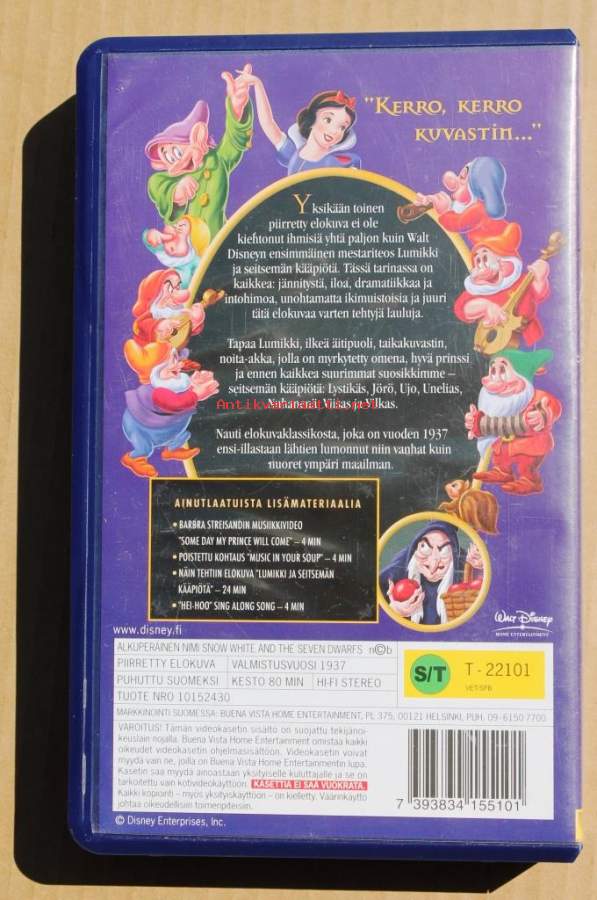 "KERRO, KERRO
KUVASTIN..."
Yksikään toinen
piirretty elokuva ei ole
kiehtonut ihmisiä yhtä paljon kuin Walt
Disneyn ensimmäinen mestariteos Lumikki
ja seitsemän kääpiötä. Tässä tarinassa on
kaikkea: jännitystä, iloa, dramatiikkaa ja
intohimoa, unohtamatta ikimuistoisia ja juuri
tätä elokuvaa varten tehtyjä lauluja.
Tapaa Lumikki, ilkeä äitipuoli, taikakuvastin,
noita-akka, jolla on myrkytetty omena, hyvä prinssi
ja ennen kaikkea suurimmat suosikkimme –
seitsemän kääpiötä: Lystikäs, Jörö, Ujo, Unelias,
Nuhanenä, Viisas ja Vilkas.
Nauti elokuvaklassikosta, joka on vuoden 1937
ensi-illastaan lähtien lumonnut niin vanhat kuin
nuoret ympäri maailman.
AINUTLAATUISTA LISÄMATERIAALIA
• BARBRA STREISANDIN MUSIIKKIVIDEO
"SOME DAY MY PRINCE WILL COME" – 4 MIN
• POISTETTU KOHTAUS "MUSIC IN YOUR SOUP" – 4 MIN
• NÄIN TEHTIIN ELOKUVA "LUMIKKI JA SEITSEMÄN
KÄÄPIÖTÄ" – 24 MIN
• "HEI-HOO" SING ALONG SONG – 4 MIN
WALT DISNEY
HOME ENTERTAINMENT
www.disney.fi
ALKUPERÄINEN NIMI SNOW WHITE AND THE SEVEN DWARFS n©b
PIIRRETTY ELOKUVA VALMISTUSVUOSI 1937
PUHUTTU SUOMEKSI KESTO 80 MIN HI-FI STEREO
TUOTE NRO 10152430
S/T T-22101
VET/SFB
MARKKINOINTI SUOMESSA: BUENA VISTA HOME ENTERTAINMENT, PL 375, 00121 HELSINKI, PUH. 09-6150 7700
VAROITUS! Tämän videokasetin sisältö on suojattu tekijänoi-
keuslain nojalla. Buena Vista Home Entertainment omistaa kaikki
oikeudet videokasetin ohjelmasisältöön. Videokasetin voivat
myydä vain ne, joilla on Buena Vista Home Entertainmentin lupa.
Kasetin saa myydä ainoastaan yksityiselle kuluttajalle ja se on
tarkoitettu vain kotivideokäyttöön. KASETTIA EI SAA VUOKRATA.
Kaikki kopiointi – myös yksityiskäyttöön – on kielletty. Väärinkäyttö
johtaa oikeudellisiin toimenpiteisiin.
7 393834 155101
© Disney Enterprises, Inc.